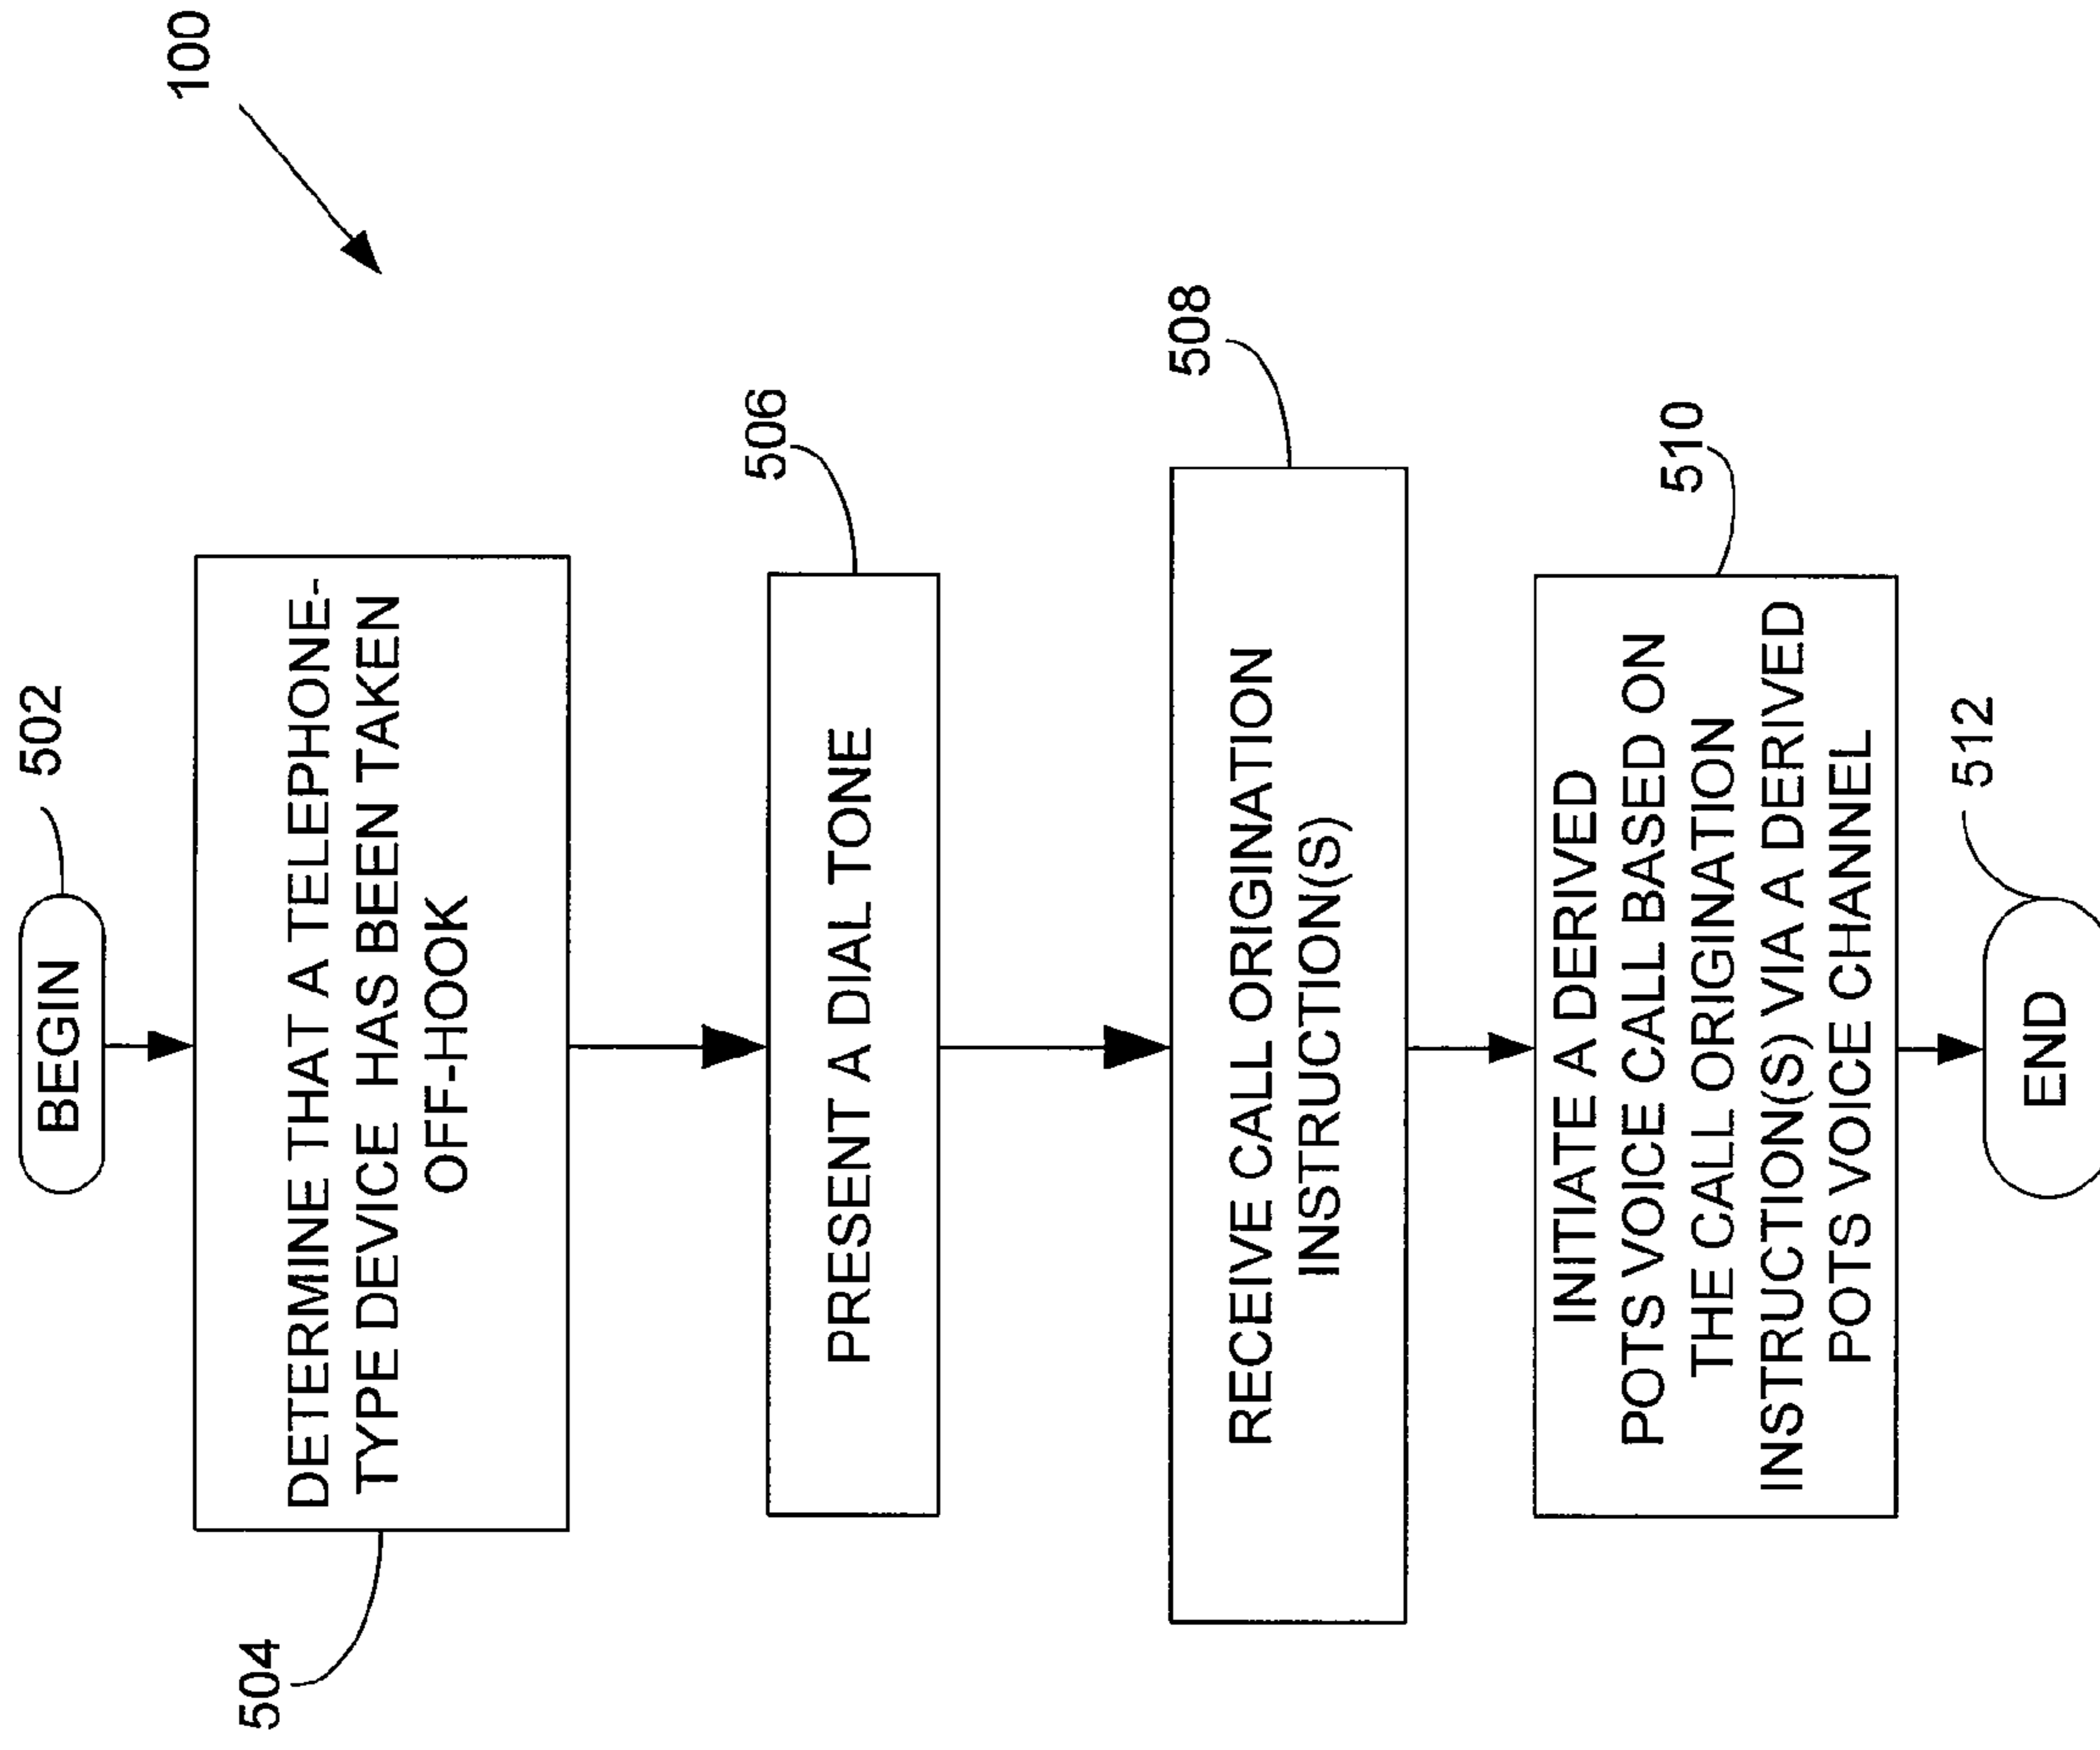 100
BEGIN
502
DETERMINE THAT A TELEPHONE-
TYPE DEVICE HAS BEEN TAKEN
OFF-HOOK
504
PRESENT A DIAL TONE
506
RECEIVE CALL ORIGINATION
INSTRUCTION(S)
508
INITIATE A DERIVED
POTS VOICE CALL BASED ON
THE CALL ORIGINATION
INSTRUCTION(S) VIA A DERIVED
POTS VOICE CHANNEL
510
END
512